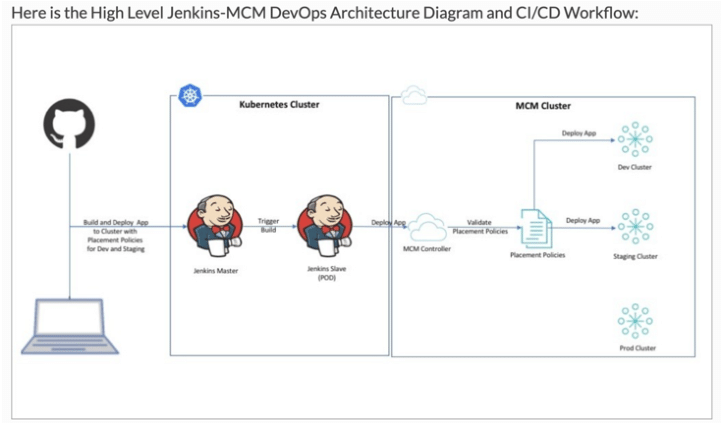 Here is the High Level Jenkins-MCM DevOps Architecture Diagram and CI/CD Workflow:
Kubernetes Cluster
MCM Cluster
Deploy App
Dev Cluster
Build and Deploy App
to Cluster with
Placement Policies
for Dev and Staging
Trigger
Build
Deploy App
Validate
Placement Policies
Deploy App
Jenkins Master
Jenkins Slave
(POD)
MCM Controller
Placement Policies
Staging Cluster
Prod Cluster